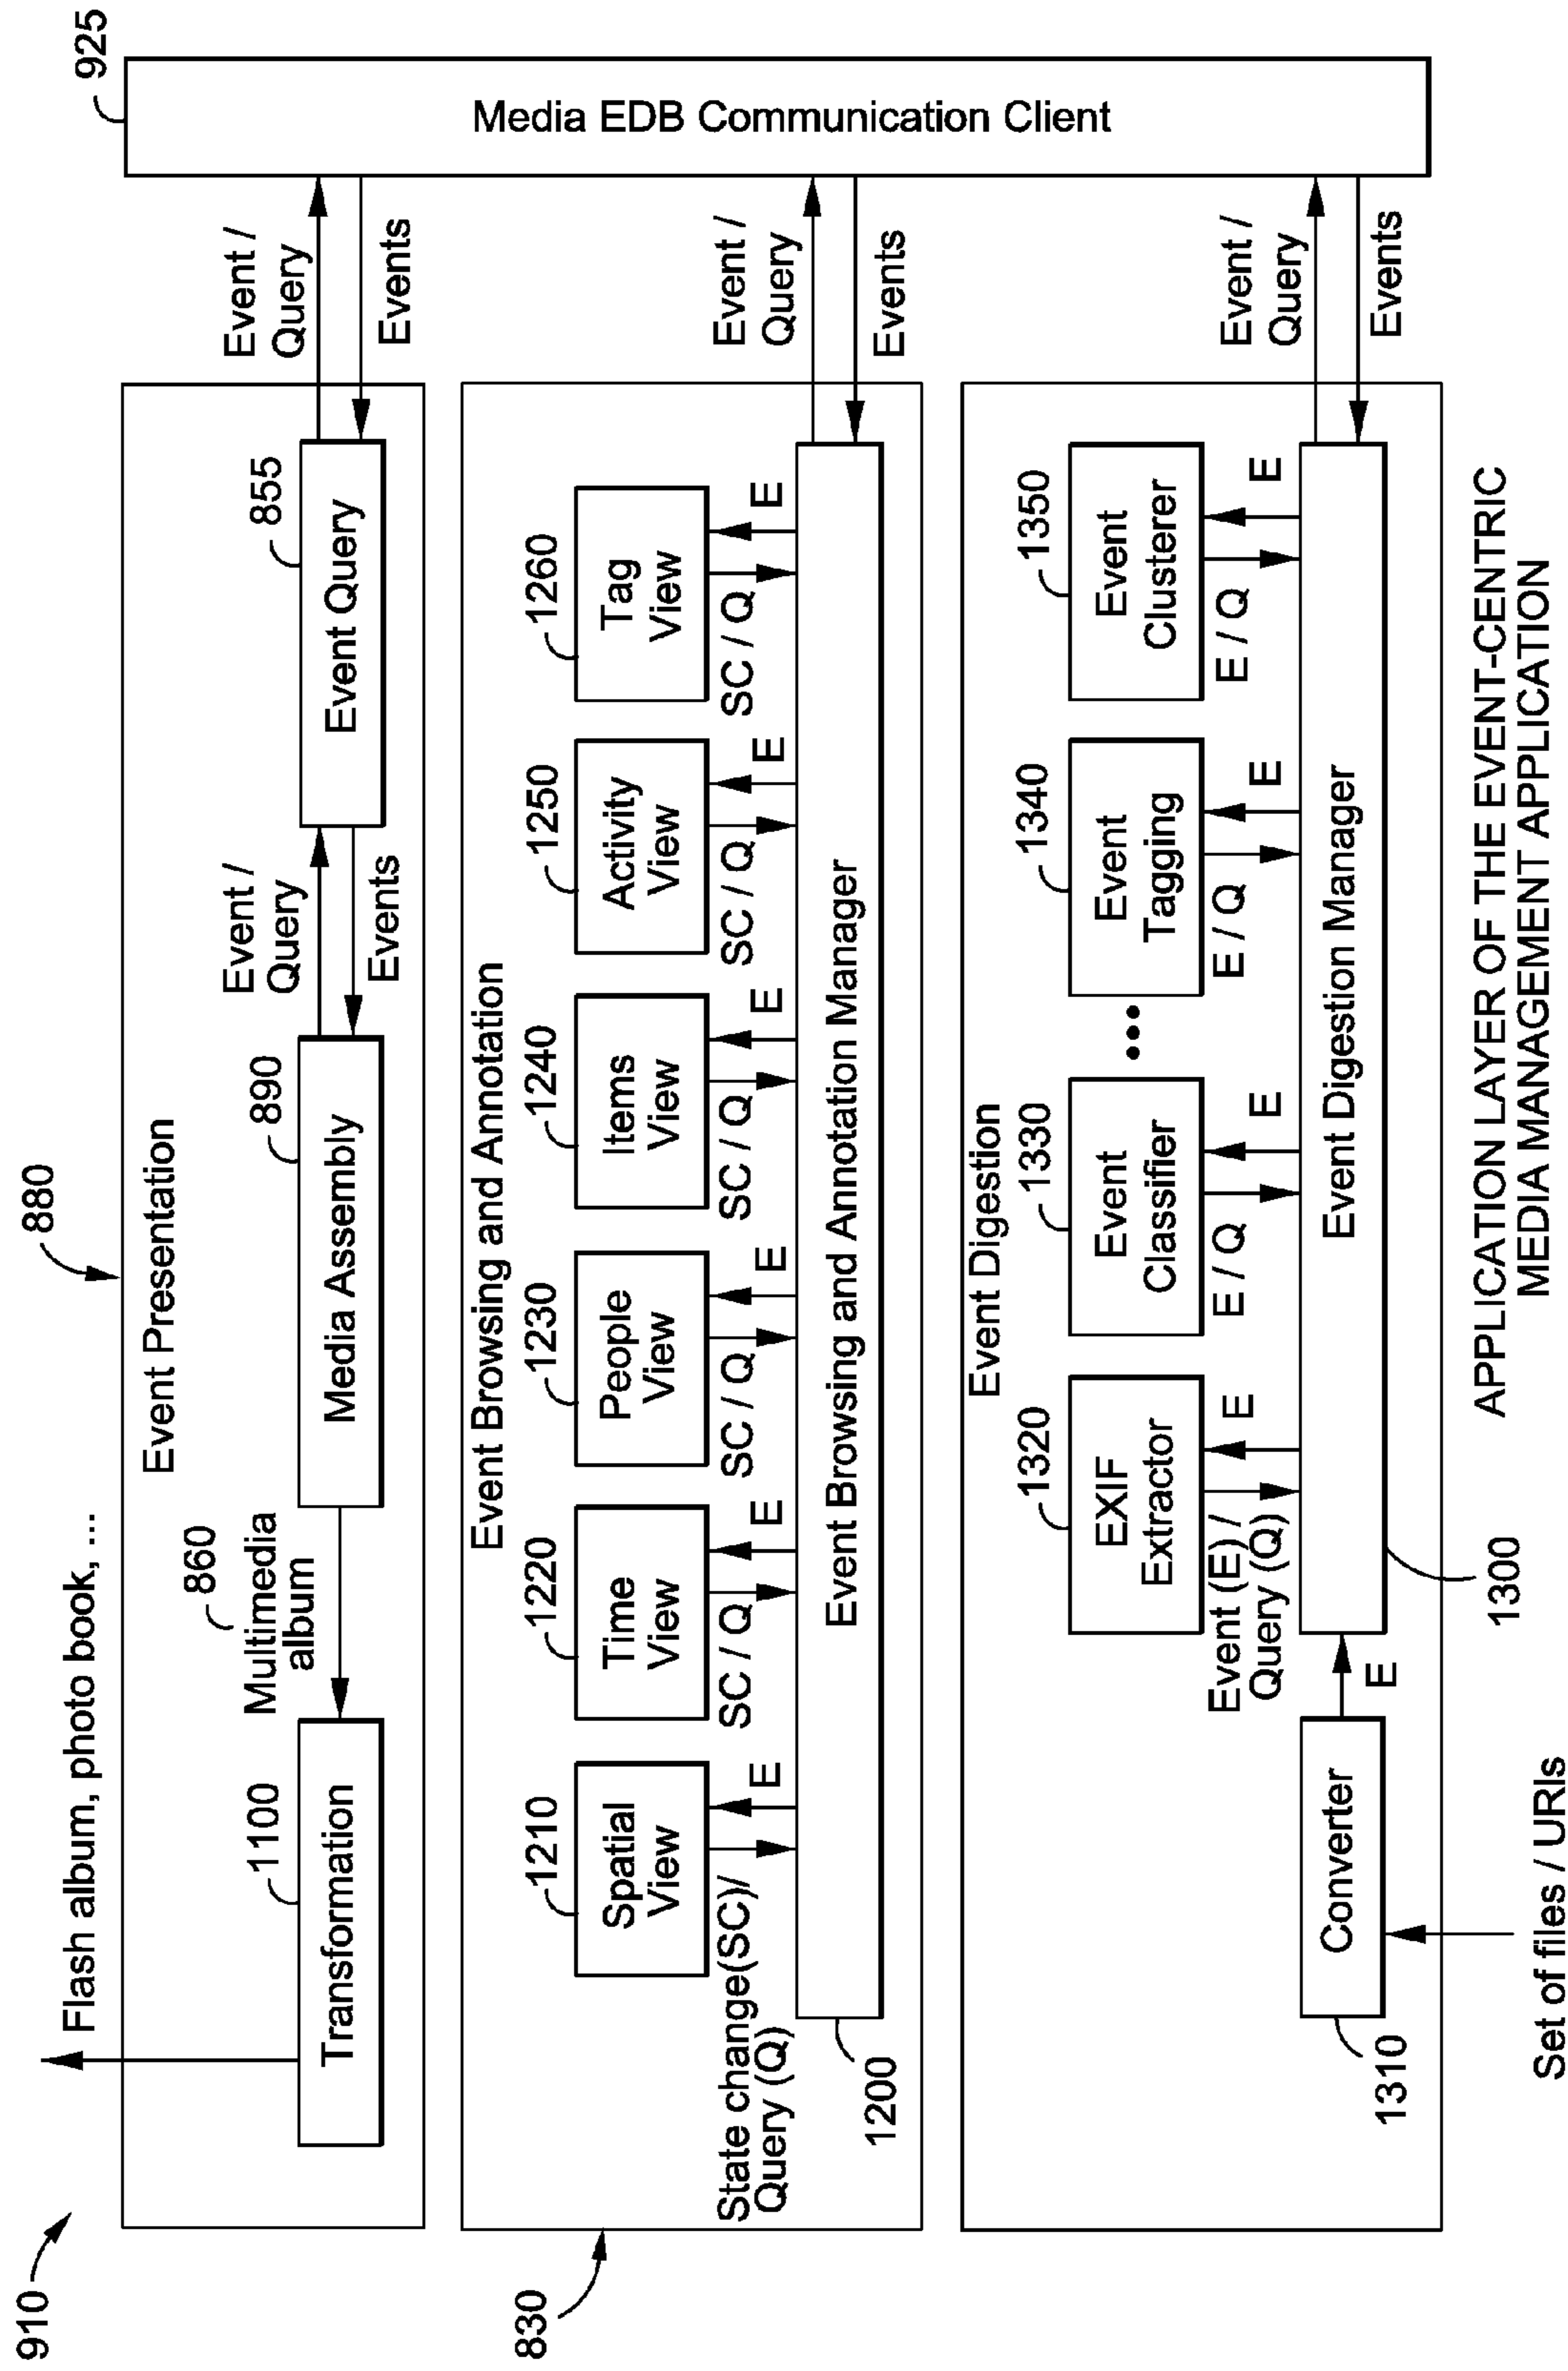 910
Flash album, photo book, ...
880
925
Event Presentation
1100
Transformation
860
Multimedia
album
890
Media Assembly
Event /
Query
Events
855
Event Query
Event /
Query
Events
Media EDB Communication Client
830
Event Browsing and Annotation
1210
Spatial
View
1220
Time
View
1230
People
View
1240
Items
View
1250
Activity
View
1260
Tag
View
State change(SC)/
Query (Q)
E
SC / Q
E
SC / Q
E
SC / Q
E
SC / Q
E
SC / Q
E
Event Browsing and Annotation Manager
1200
Event /
Query
Events
Event Digestion
1320
EXIF
Extractor
1330
Event
Classifier
...
1340
Event
Tagging
1350
Event
Clusterer
Event (E) /
Query (Q)
E
E / Q
E
E / Q
E
E / Q
E
Converter
E
Event Digestion Manager
1310
1300
Event /
Query
Events
Set of files / URIs
APPLICATION LAYER OF THE EVENT-CENTRIC
MEDIA MANAGEMENT APPLICATION